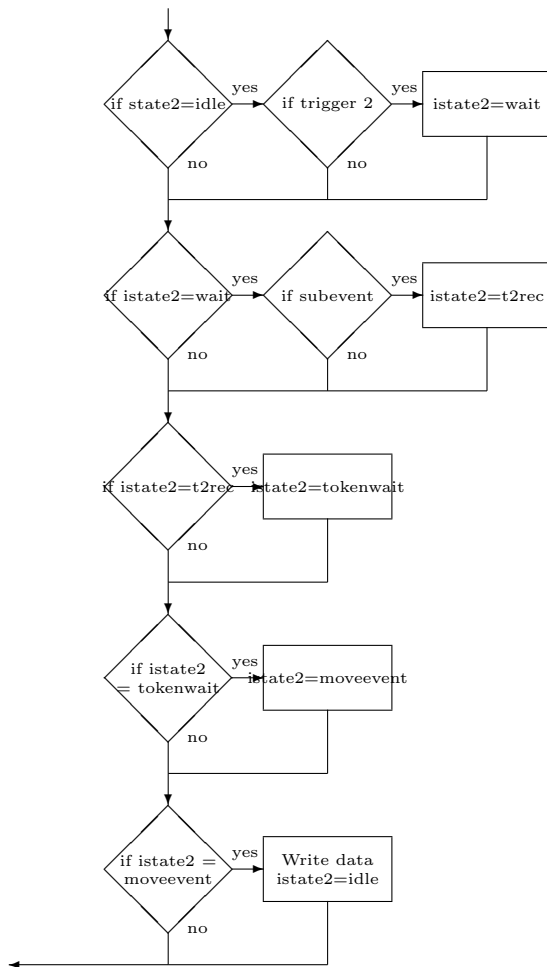 yes
yes
if state2=idle
if trigger 2
istate2=wait
no
no
yes
yes
if istate2=wait
if subevent
istate2=t2rec
no
no
yes
if istate2=t2rec
istate2=tokenwait
no
yes
if istate2
= tokenwait
istate2=moveevent
no
yes
if istate2 =
moveevent
Write data
istate2=idle
no